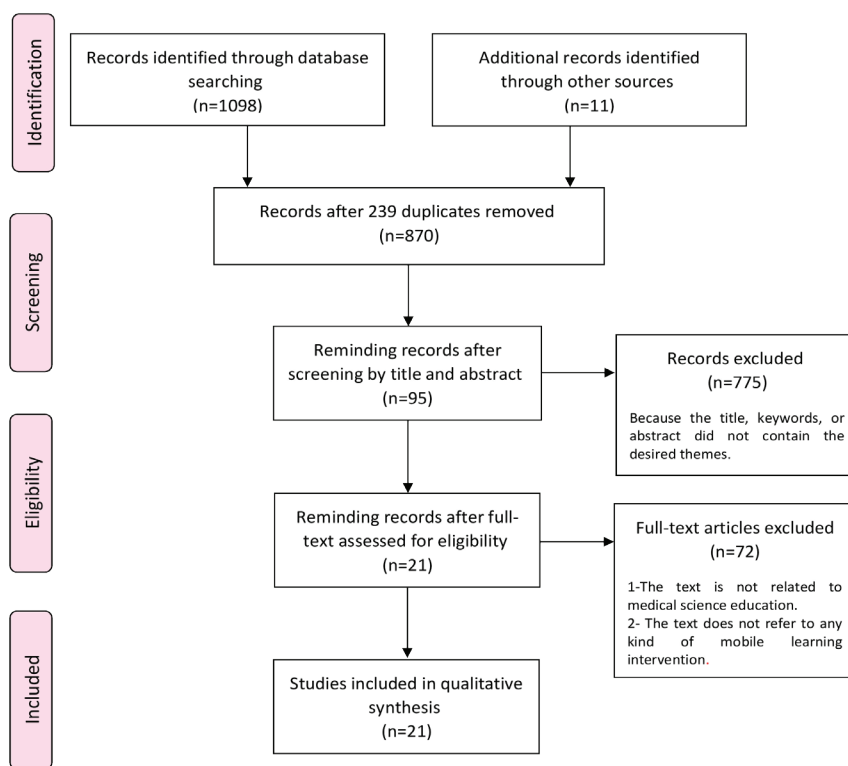 Identification
Records identified through database
searching
(n=1098)
Additional records identified
through other sources
(n=11)
Records after 239 duplicates removed
(n=870)
Screening
Reminding records after
screening by title and abstract
(n=95)
Records excluded
(n=775)
Because the title, keywords, or
abstract did not contain the
desired themes.
Eligibility
Reminding records after full-
text assessed for eligibility
(n=21)
Full-text articles excluded
(n=72)
1-The text is not related to
medical science education.
2- The text does not refer to any
kind of mobile learning
intervention.
Included
Studies included in qualitative
synthesis
(n=21)